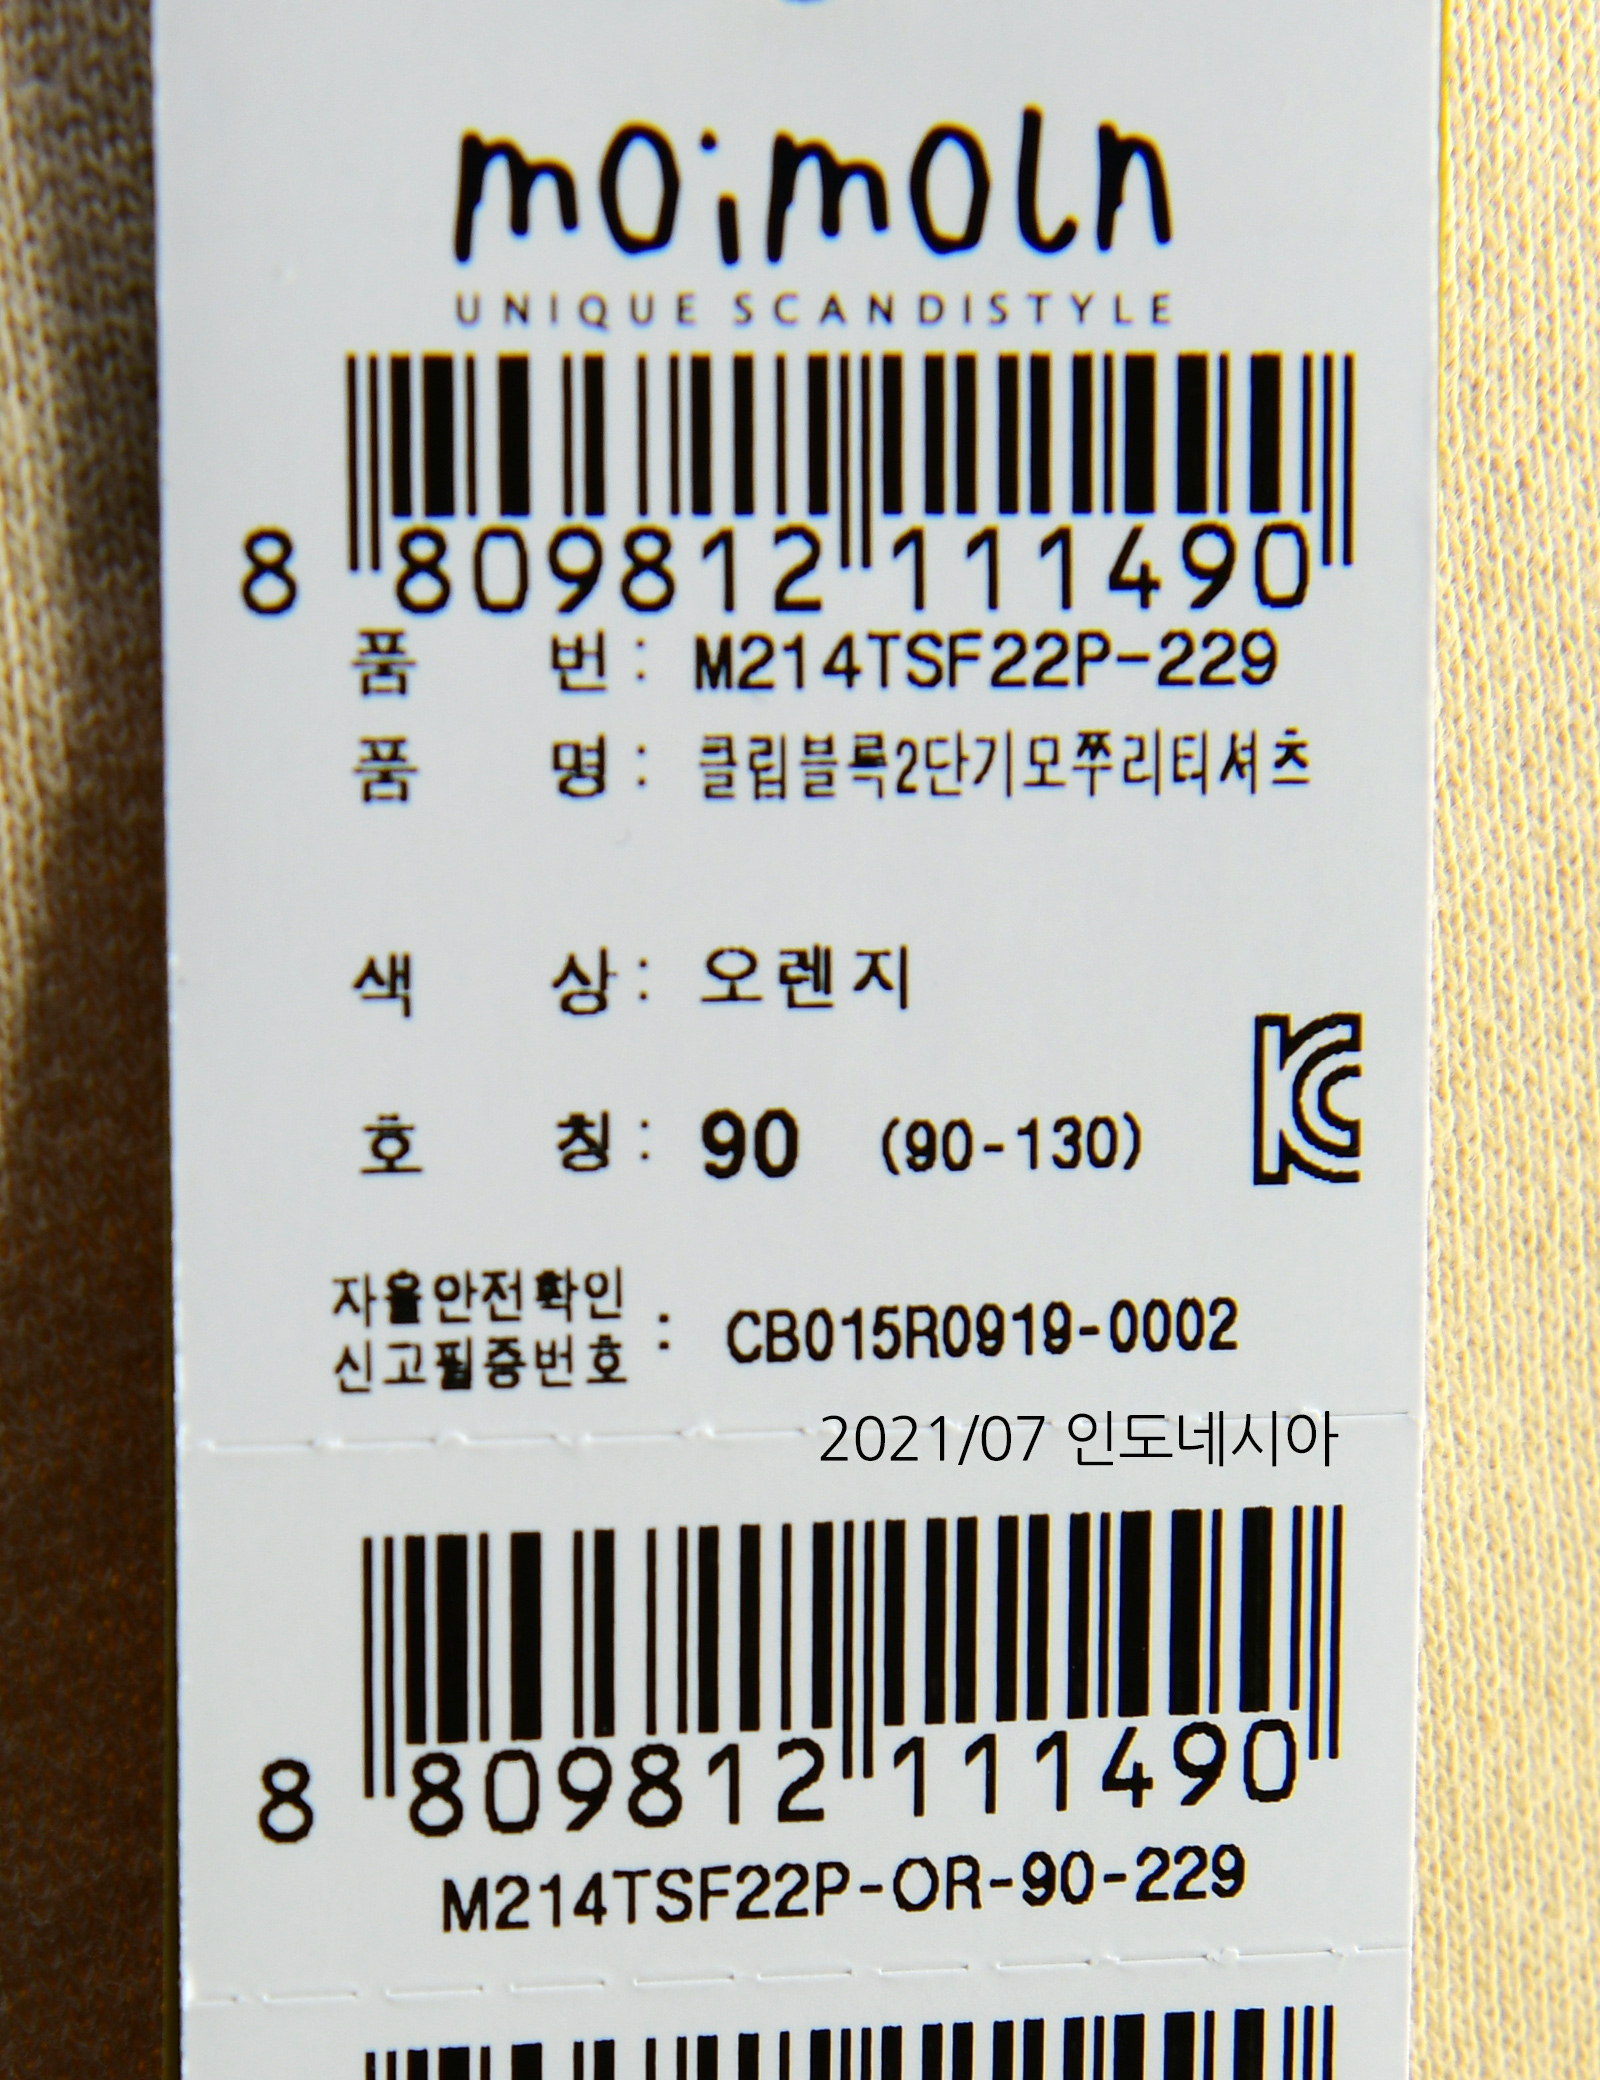 moimoln
UNIQUE SCANDISTYLE
8 809812 111490
품 번 : M214TSF22P-229
품 명 : 클립블록2단기모쭈리티셔츠
색 상 : 오렌지
호 칭 : 90 (90-130)
자율안전확인
신고필증번호 : CB015R0919-0002
2021/07 인도네시아
8 809812 111490
M214TSF22P-OR-90-229